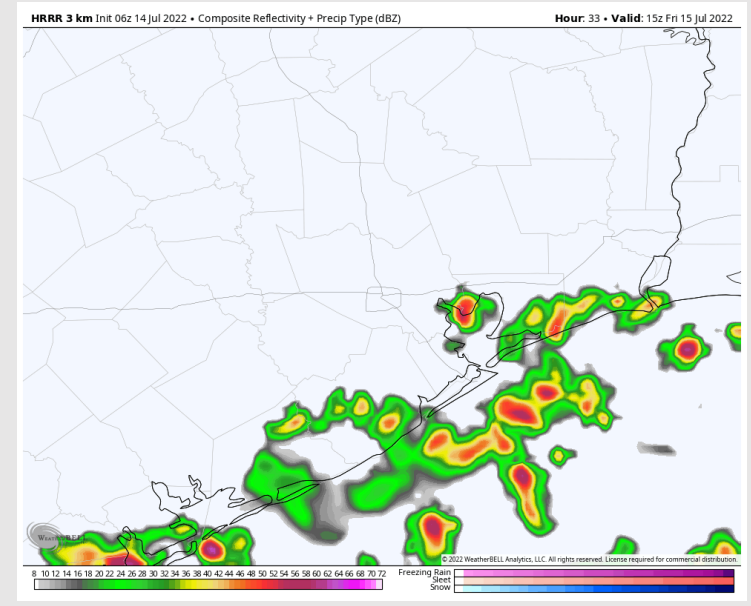 HRRR 3 km Init 06z 14 Jul 2022 • Composite Reflectivity + Precip Type (dBZ) Hour: 33 • Valid: 15z Fri 15 Jul 2022
WeatherBELL
© 2022 WeatherBELL Analytics, LLC. All rights reserved. License required for commercial distribution.
8 10 12 14 16 18 20 22 24 26 28 30 32 34 36 38 40 42 44 46 48 50 52 54 56 58 60 62 64 66 68 70 72
Freezing Rain
Sleet
Snow